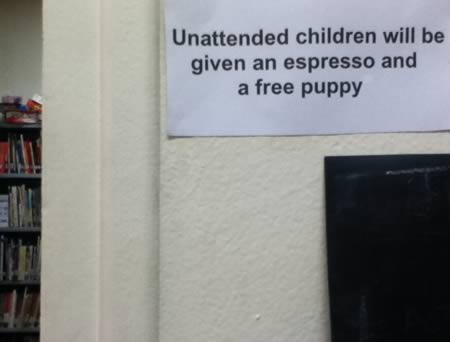 Unattended children will be
given an espresso and
a free puppy